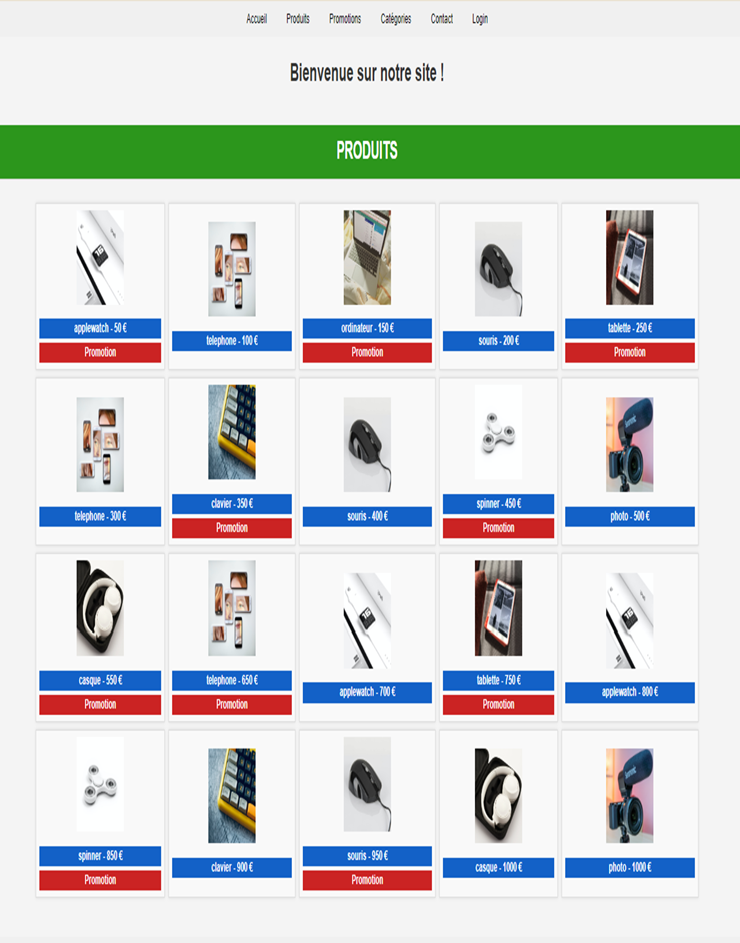 Accueil Produits Promotions Catégories Contact Login
Bienvenue sur notre site !
PRODUITS
applewatch - 50 €
Promotion
telephone - 100 €
ordinateur - 150 €
Promotion
souris - 200 €
tablette - 250 €
Promotion
telephone - 300 €
clavier - 350 €
Promotion
souris - 400 €
spinner - 450 €
Promotion
photo - 500 €
casque - 550 €
Promotion
telephone - 650 €
Promotion
applewatch - 700 €
tablette - 750 €
Promotion
applewatch - 800 €
spinner - 850 €
Promotion
clavier - 900 €
souris - 950 €
Promotion
casque - 1000 €
photo - 1000 €